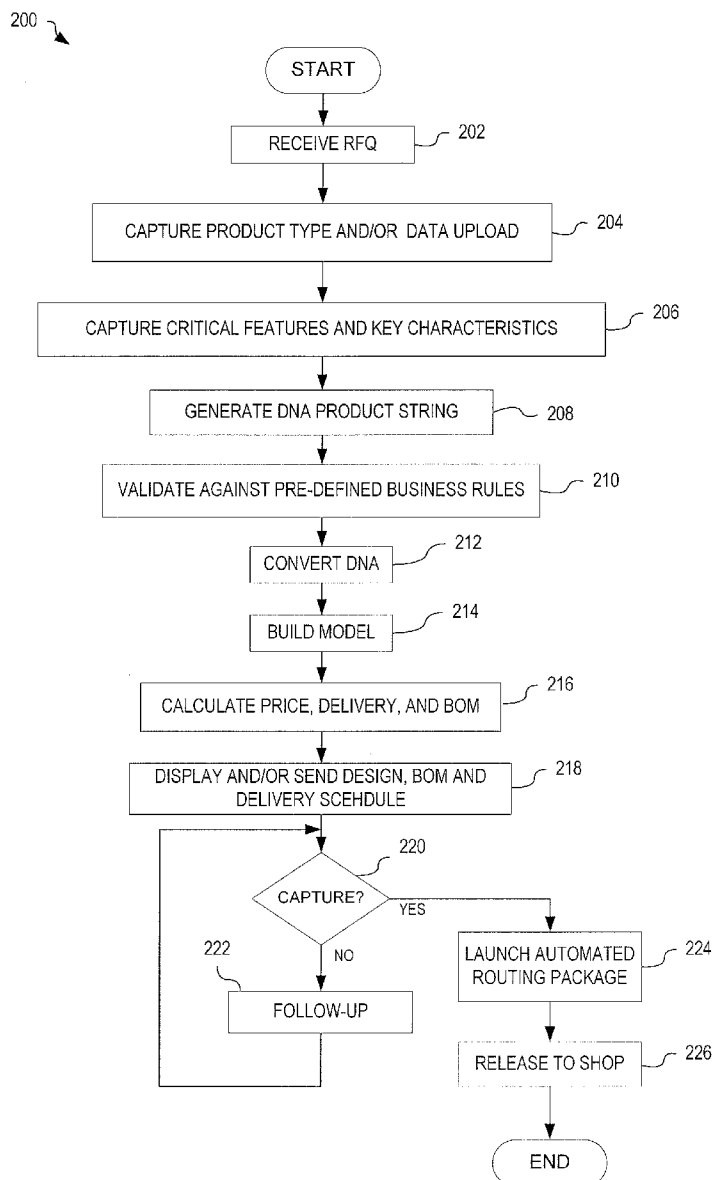 200
START
RECEIVE RFQ
202
CAPTURE PRODUCT TYPE AND/OR DATA UPLOAD
204
CAPTURE CRITICAL FEATURES AND KEY CHARACTERISTICS
206
GENERATE DNA PRODUCT STRING
208
VALIDATE AGAINST PRE-DEFINED BUSINESS RULES
210
CONVERT DNA
212
BUILD MODEL
214
CALCULATE PRICE, DELIVERY, AND BOM
216
DISPLAY AND/OR SEND DESIGN, BOM AND
DELIVERY SCEHDULE
218
CAPTURE?
220
YES
NO
222
FOLLOW-UP
LAUNCH AUTOMATED
ROUTING PACKAGE
224
RELEASE TO SHOP
226
END